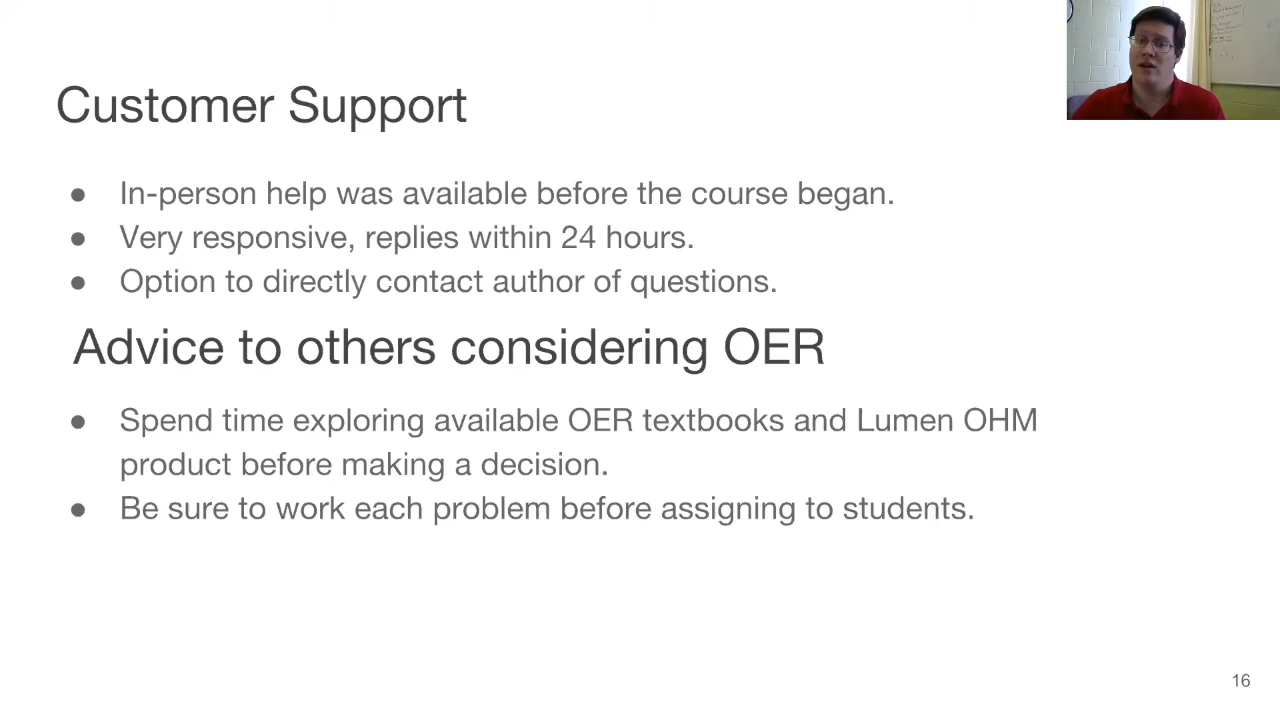 Customer Support
● In-person help was available before the course began.
● Very responsive, replies within 24 hours.
● Option to directly contact author of questions.
Advice to others considering OER
● Spend time exploring available OER textbooks and Lumen OHM
product before making a decision.
● Be sure to work each problem before assigning to students.
16